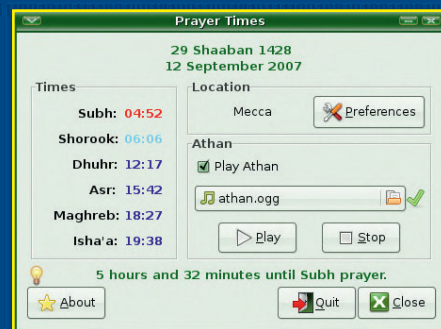 Prayer Times
29 Shaaban 1428
12 September 2007
Times
Subh: 04:52
Shorook: 06:06
Dhuhr: 12:17
Asr: 15:42
Maghreb: 18:27
Isha'a: 19:38
Location
Mecca
Preferences
Athan
Play Athan
athan.ogg
Play
Stop
5 hours and 32 minutes until Subh prayer.
About
Quit
Close